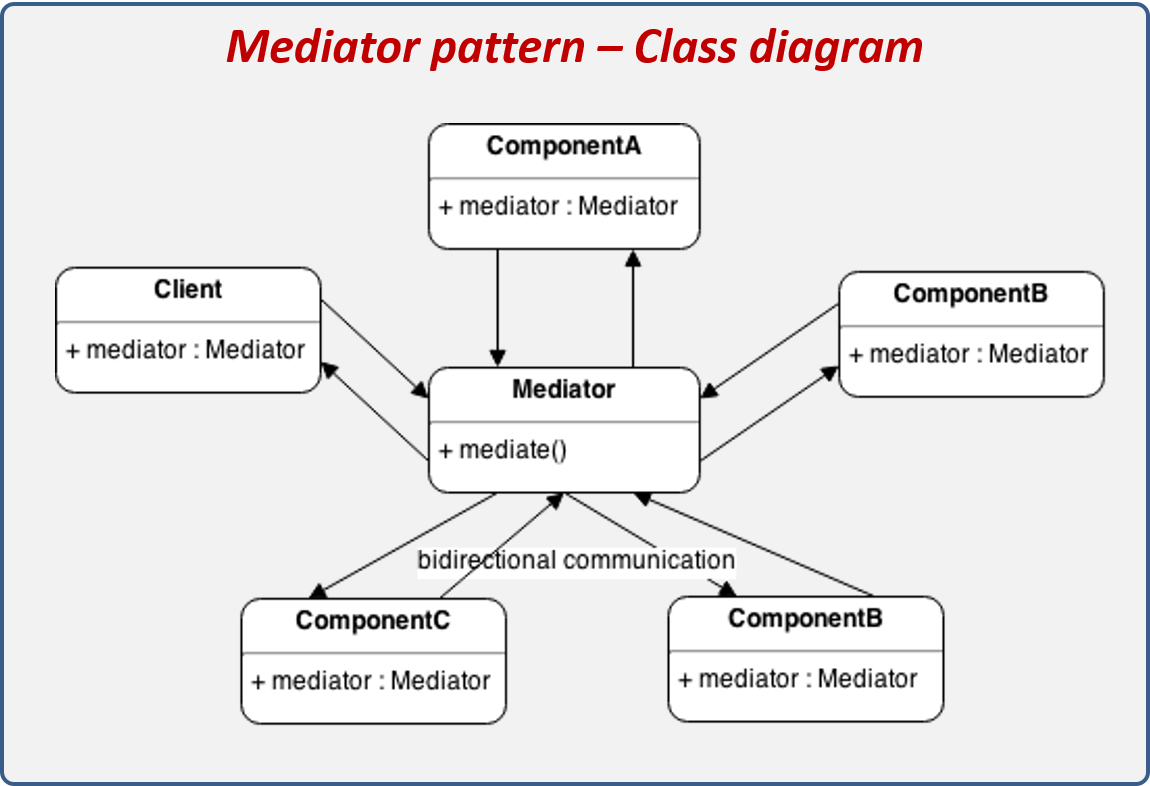 Mediator pattern – Class diagram
ComponentA
+ mediator : Mediator
Client
+ mediator : Mediator
ComponentB
+ mediator : Mediator
Mediator
+ mediate()
bidirectional communication
ComponentC
+ mediator : Mediator
ComponentB
+ mediator : Mediator